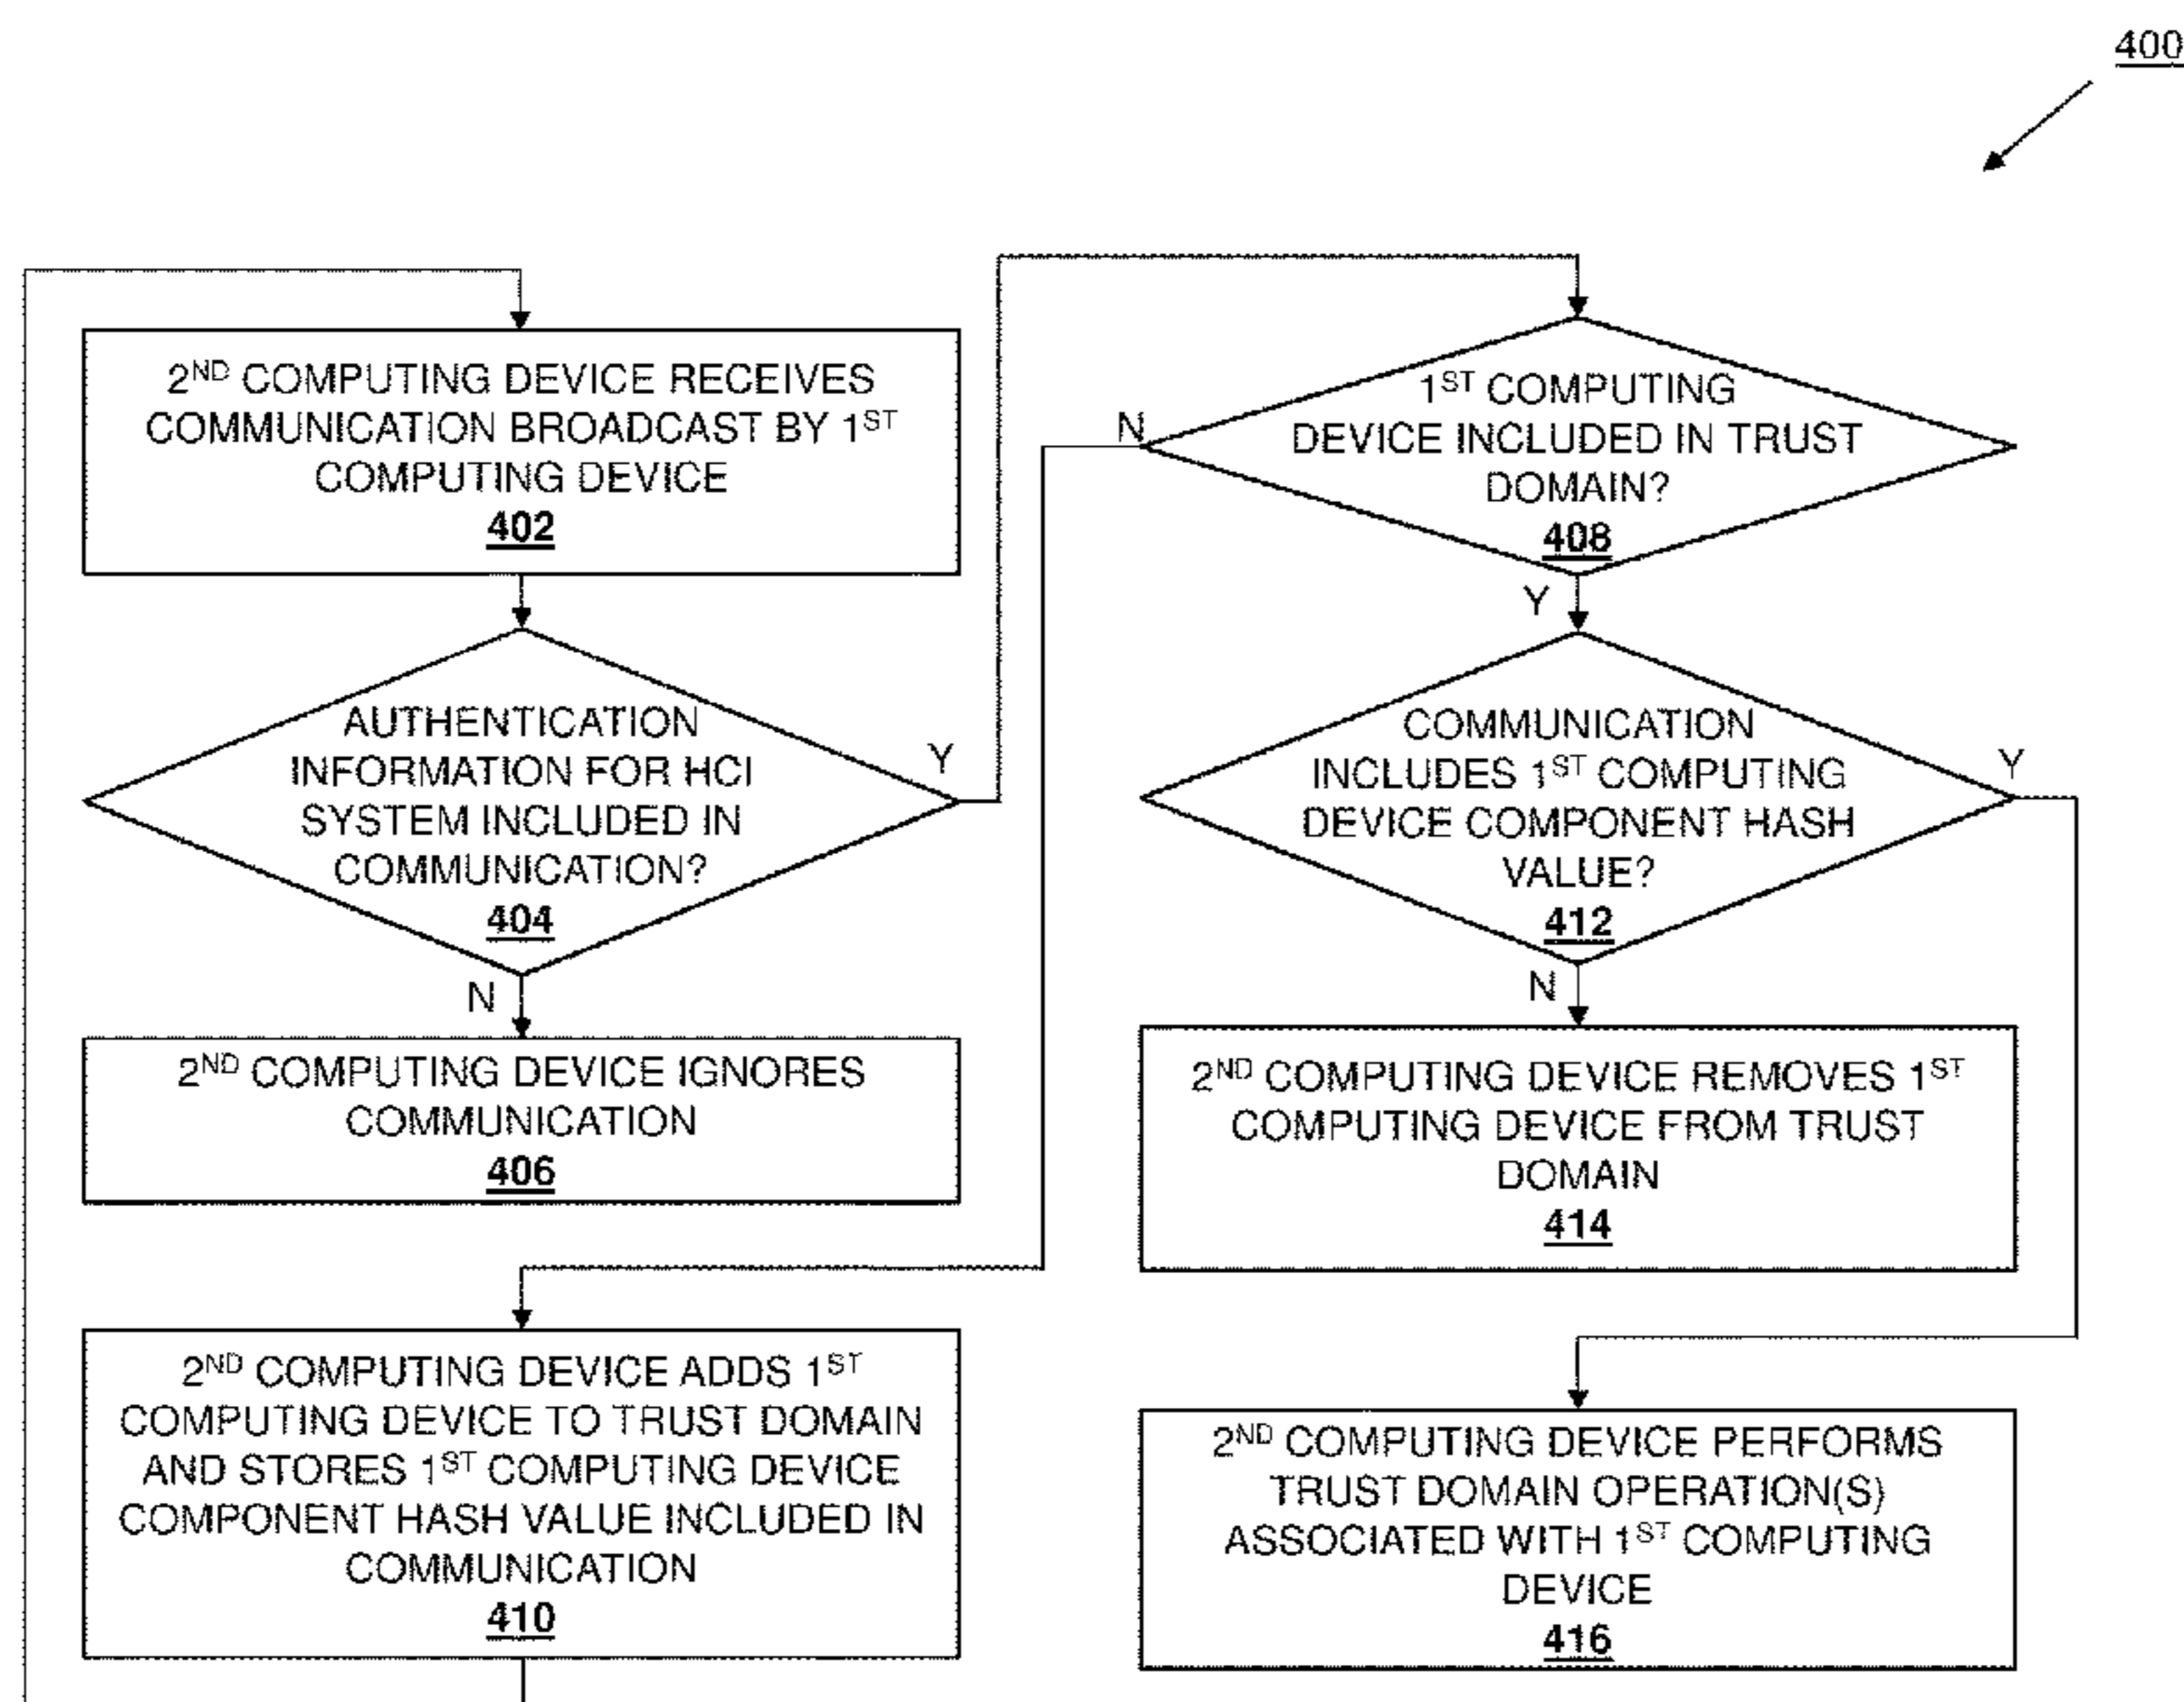 400
2ND COMPUTING DEVICE RECEIVES
COMMUNICATION BROADCAST BY 1ST
COMPUTING DEVICE
402
AUTHENTICATION
INFORMATION FOR HCI
SYSTEM INCLUDED IN
COMMUNICATION?
404
Y
N
2ND COMPUTING DEVICE IGNORES
COMMUNICATION
406
1ST COMPUTING
DEVICE INCLUDED IN TRUST
DOMAIN?
408
N
Y
2ND COMPUTING DEVICE ADDS 1ST
COMPUTING DEVICE TO TRUST DOMAIN
AND STORES 1ST COMPUTING DEVICE
COMPONENT HASH VALUE INCLUDED IN
COMMUNICATION
410
COMMUNICATION
INCLUDES 1ST COMPUTING
DEVICE COMPONENT HASH
VALUE?
412
Y
N
2ND COMPUTING DEVICE REMOVES 1ST
COMPUTING DEVICE FROM TRUST
DOMAIN
414
2ND COMPUTING DEVICE PERFORMS
TRUST DOMAIN OPERATION(S)
ASSOCIATED WITH 1ST COMPUTING
DEVICE
416